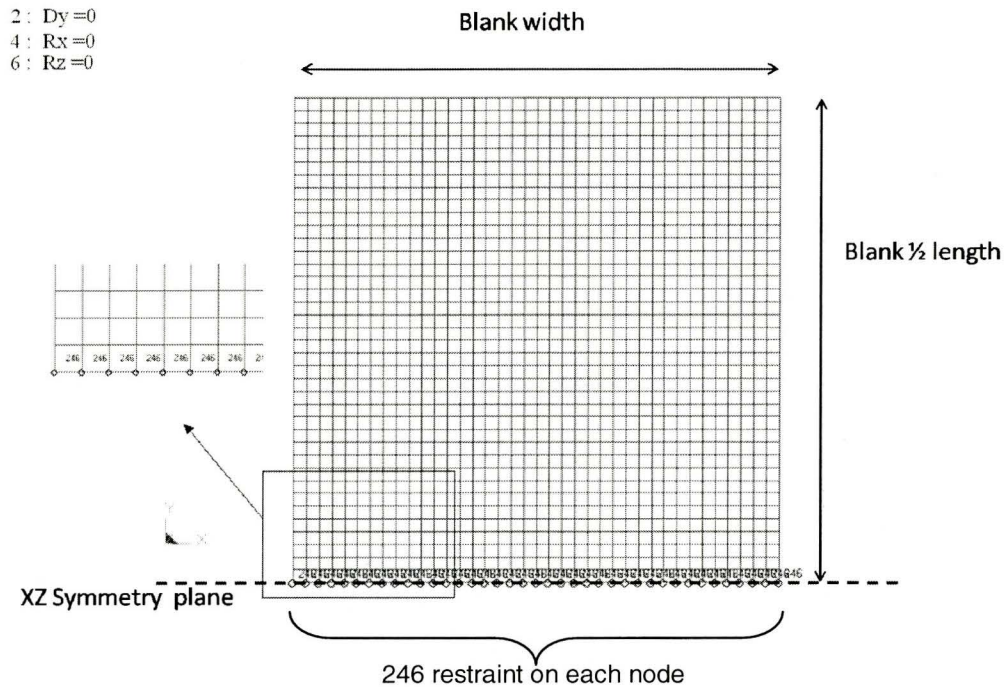 2 : Dy =0
4 : Rx =0
6 : Rz =0
Blank width
Blank ½ length
246 246 246 246 246 246 246
Y
X
XZ Symmetry plane
246 restraint on each node